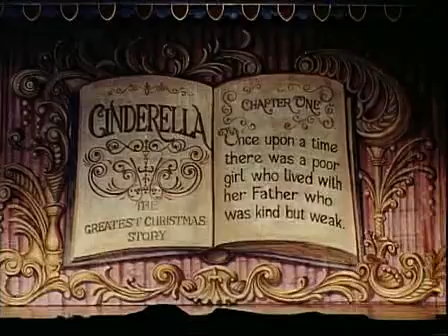 CINDERELLA
THE
GREATEST CHRISTMAS
STORY
CHAPTER ONE
Once upon a time
there was a poor
girl who lived with
her Father who
was kind but weak.